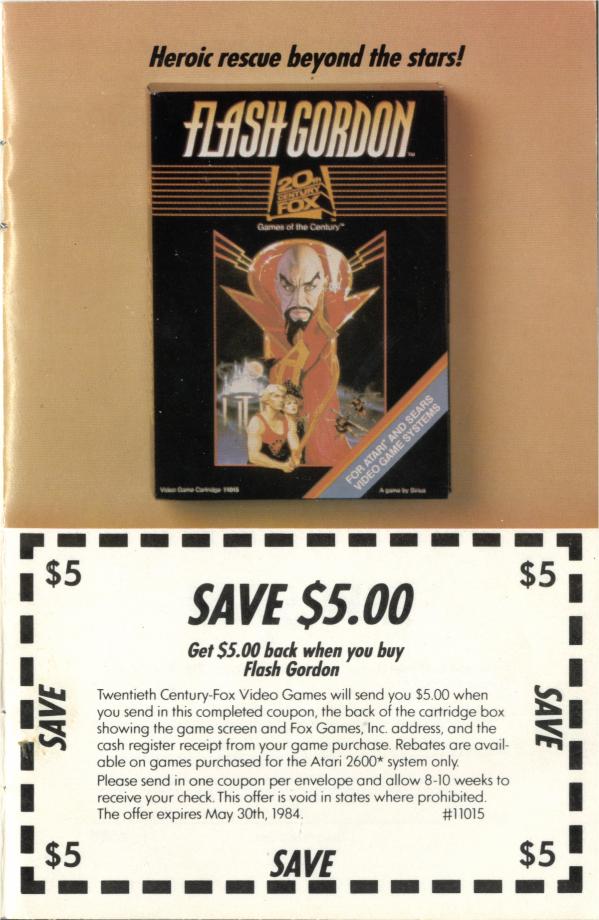 Heroic rescue beyond the stars!
FLASH GORDON™
20th
CENTURY
FOX™
Games of the Century™
FOR ATARI® AND SEARS
VIDEO GAME SYSTEMS
Video Game Cartridge 11015
A game by Sirius
$5
$5
SAVE $5.00
Get $5.00 back when you buy
Flash Gordon
SAVE
SAVE
Twentieth Century-Fox Video Games will send you $5.00 when
you send in this completed coupon, the back of the cartridge box
showing the game screen and Fox Games, Inc. address, and the
cash register receipt from your game purchase. Rebates are avail-
able on games purchased for the Atari 2600* system only.
Please send in one coupon per envelope and allow 8-10 weeks to
receive your check. This offer is void in states where prohibited.
The offer expires May 30th, 1984. #11015
$5
SAVE
$5